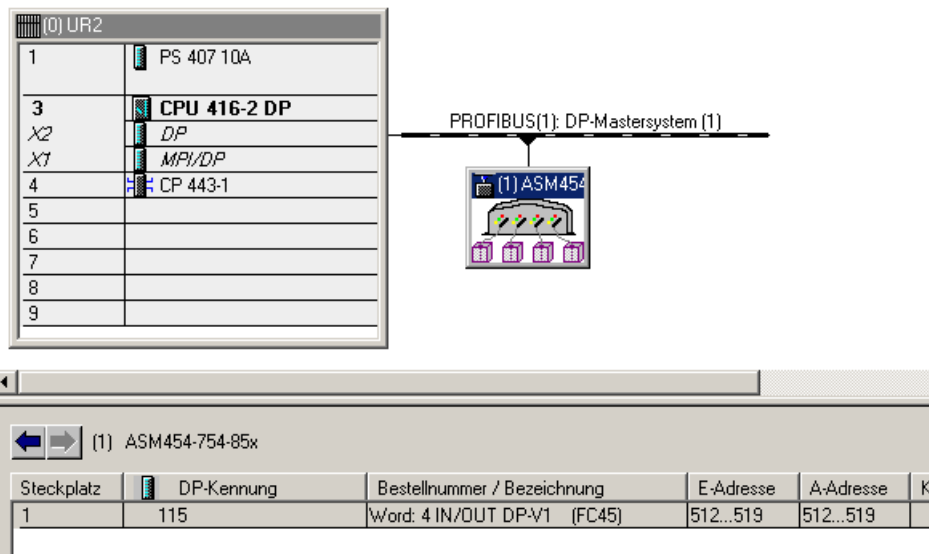 (0) UR2
1 PS 407 10A
3 CPU 416-2 DP
X2 DP
X1 MPI/DP
4 CP 443-1
5
6
7
8
9
PROFIBUS(1): DP-Mastersystem (1)
(1) ASM454
(1) ASM454-754-85x
Steckplatz DP-Kennung Bestellnummer / Bezeichnung E-Adresse A-Adresse K
1 115 Word: 4 IN/OUT DP-V1 (FC45) 512...519 512...519